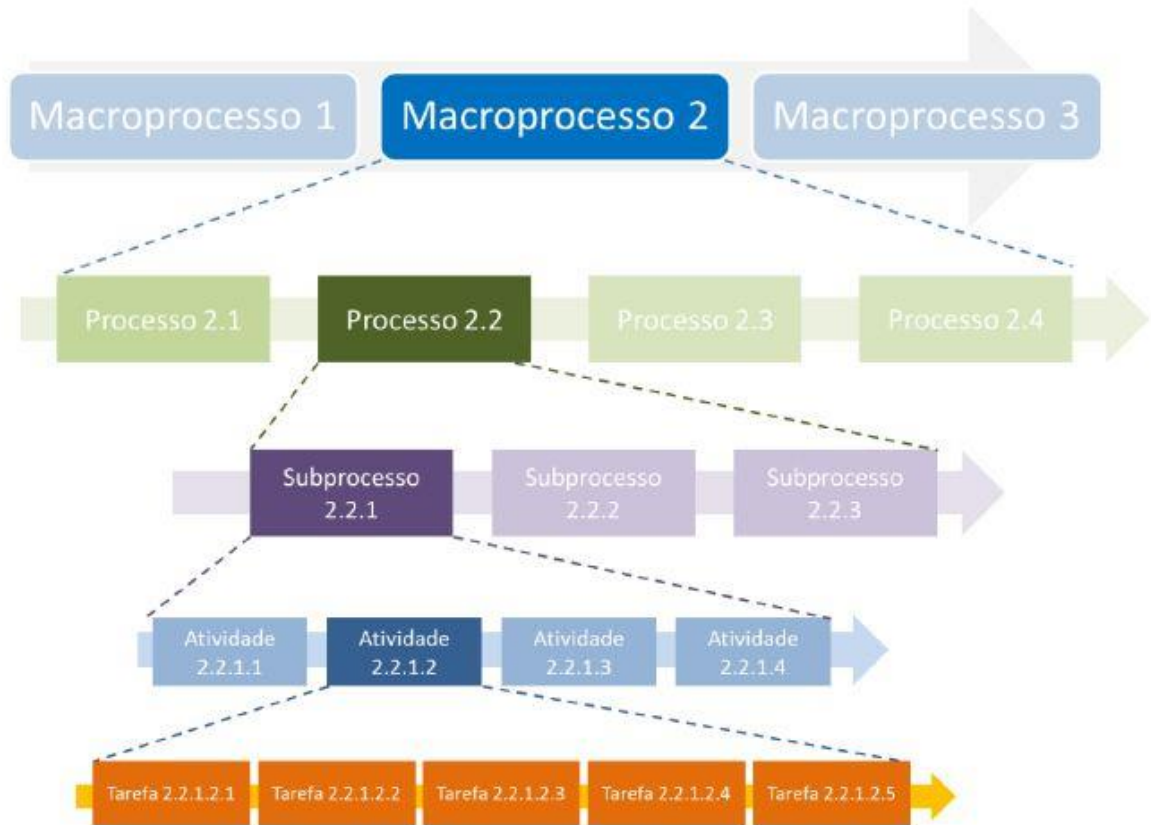 Macroprocesso 1
Macroprocesso 2
Macroprocesso 3
Processo 2.1
Processo 2.2
Processo 2.3
Processo 2.4
Subprocesso
2.2.1
Subprocesso
2.2.2
Subprocesso
2.2.3
Atividade
2.2.1.1
Atividade
2.2.1.2
Atividade
2.2.1.3
Atividade
2.2.1.4
Tarefa 2.2.1.2.1
Tarefa 2.2.1.2.2
Tarefa 2.2.1.2.3
Tarefa 2.2.1.2.4
Tarefa 2.2.1.2.5